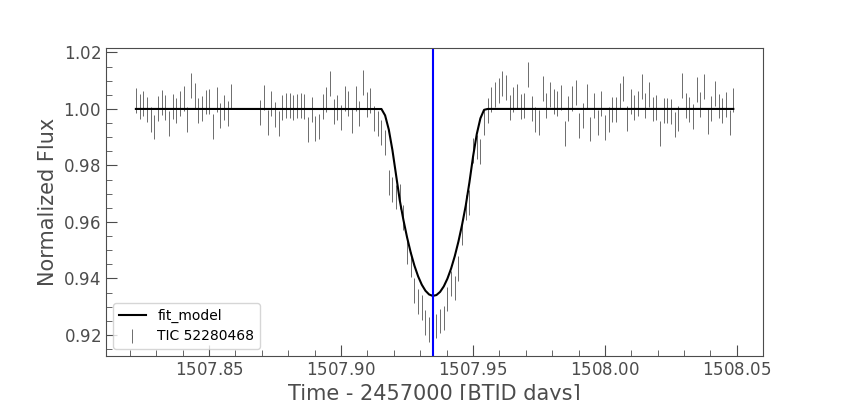 1.02
1.00
0.98
0.96
0.94
0.92
Normalized Flux
fit_model
TIC 52280468
1507.85 1507.90 1507.95 1508.00 1508.05
Time - 2457000 [BTJD days]